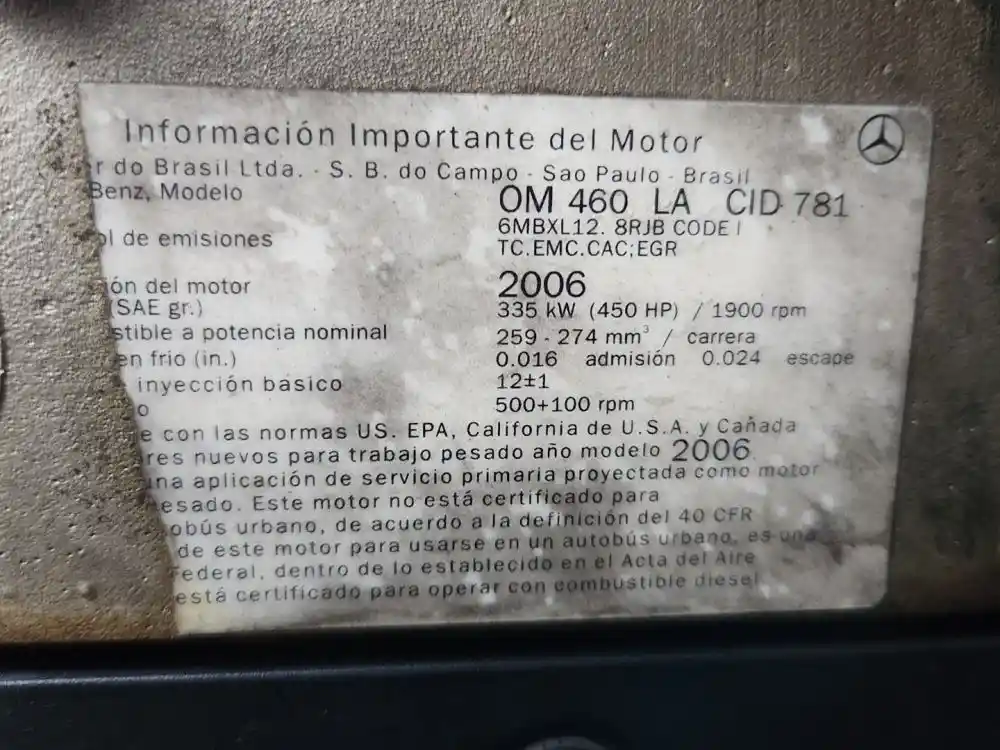 Información Importante del Motor
r do Brasil Ltda. - S. B. do Campo - Sao Paulo - Brasil
Benz, Modelo OM 460 LA CID 781
6MBXL12. 8RJB CODE I
ol de emisiones TC.EMC.CAC;EGR
ión del motor 2006
(SAE gr.) 335 kW (450 HP) / 1900 rpm
stible a potencia nominal 259 - 274 mm³ / carrera
en frio (in.) 0.016 admisión 0.024 escape
inyección basico 12±1
o 500+100 rpm
e con las normas US. EPA, California de U.S.A. y Cañada
res nuevos para trabajo pesado año modelo 2006
una aplicación de servicio primaria proyectada como motor
esado. Este motor no está certificado para
obús urbano, de acuerdo a la definición del 40 CFR
de este motor para usarse en un autobús urbano, es una
Federal, dentro de lo establecido en el Acta del Aire
está certificado para operar con combustible diesel